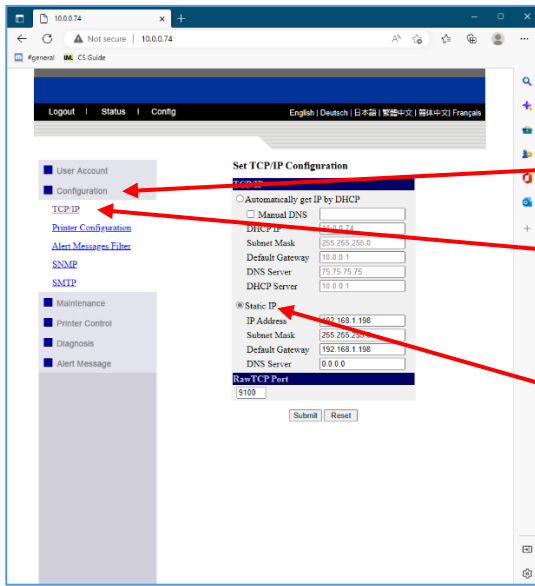 10.0.0.74
Not secure | 10.0.0.74
#general IML CS Guide
Logout | Status | Config
English | Deutsch | 日本語 | 繁體中文 | 簡体中文 | Français
User Account
Configuration
TCP/IP
Printer Configuration
Alert Messages Filter
SNMP
SMTP
Maintenance
Printer Control
Diagnosis
Alert Message
Set TCP/IP Configuration
TCP/IP
Automatically get IP by DHCP
Manual DNS
DHCP IP 10.0.0.74
Subnet Mask 255.255.255.0
Default Gateway 10.0.0.1
DNS Server 75.75.75.75
DHCP Server 10.0.0.1
Static IP
IP Address 192.168.1.198
Subnet Mask 255.255.255.0
Default Gateway 192.168.1.198
DNS Server 0.0.0.0
RawTCP Port
9100
Submit Reset